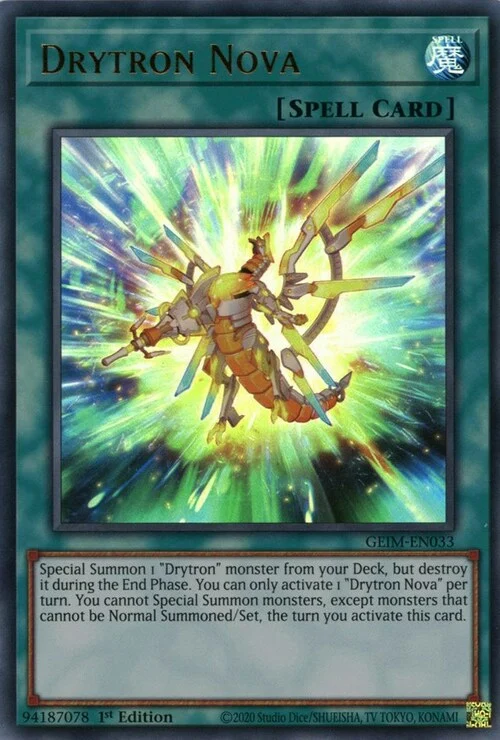 DRYTRON NOVA
SPELL
魔
[SPELL CARD]
GEIM-EN033
Special Summon 1 "Drytron" monster from your Deck, but destroy
it during the End Phase. You can only activate 1 "Drytron Nova" per
turn. You cannot Special Summon monsters, except monsters that
cannot be Normal Summoned/Set, the turn you activate this card.
94187078 1st Edition ©2020 Studio Dice/SHUEISHA, TV TOKYO, KONAMI